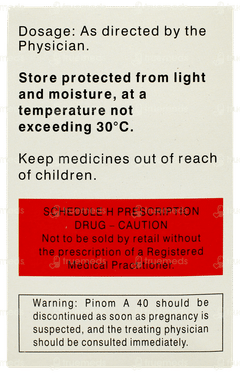 Dosage: As directed by the
Physician.
Store protected from light
and moisture, at a
temperature not
exceeding 30°C.
Keep medicines out of reach
of children.
SCHEDULE H PRESCRIPTION
DRUG – CAUTION
Not to be sold by retail without
the prescription of a Registered
Medical Practitioner.
Warning: Pinom A 40 should be
discontinued as soon as pregnancy is
suspected, and the treating physician
should be consulted immediately.